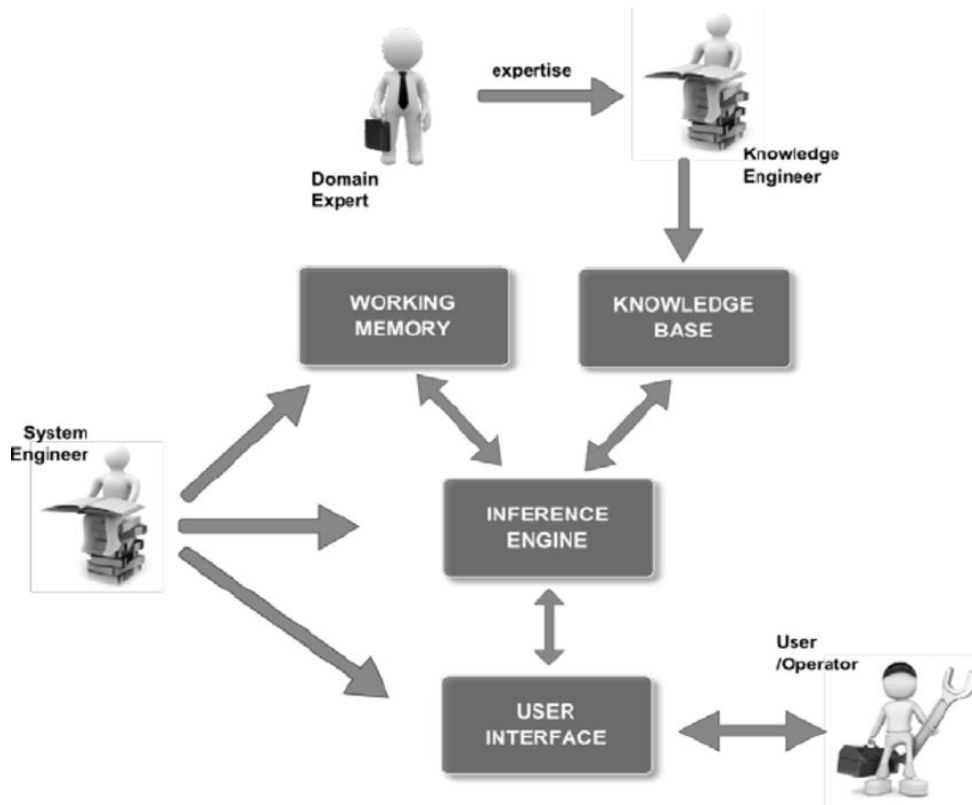 expertise
Domain
Expert
Knowledge
Engineer
WORKING
MEMORY
KNOWLEDGE
BASE
System
Engineer
INFERENCE
ENGINE
User
/Operator
USER
INTERFACE